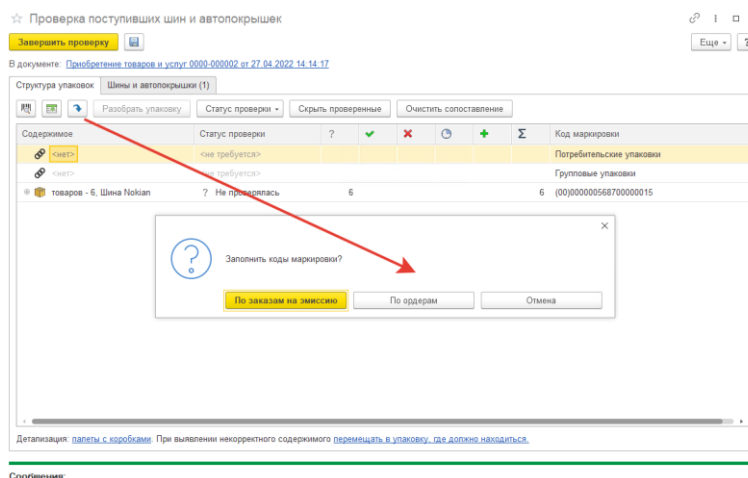 Проверка поступивших шин и автопокрышек
Завершить проверку
Еще
?
В документе: Приобретение товаров и услуг 0000-000002 от 27.04.2022 14:14:17
Структура упаковок Шины и автопокрышки (1)
Разобрать упаковку Статус проверки Скрыть проверенные Очистить сопоставление
Содержимое Статус проверки ? Σ Код маркировки
<нет> <не требуется> Потребительские упаковки
<нет> <не требуется> Групповые упаковки
товаров - 6, Шина Nokian ? Не проверялась 6 6 (00)000000568700000015
Заполнить коды маркировки?
По заказам на эмиссию По ордерам Отмена
Детализация: палеты с коробками. При выявлении некорректного содержимого перемещать в упаковку, где должно находиться.
Сообщения: